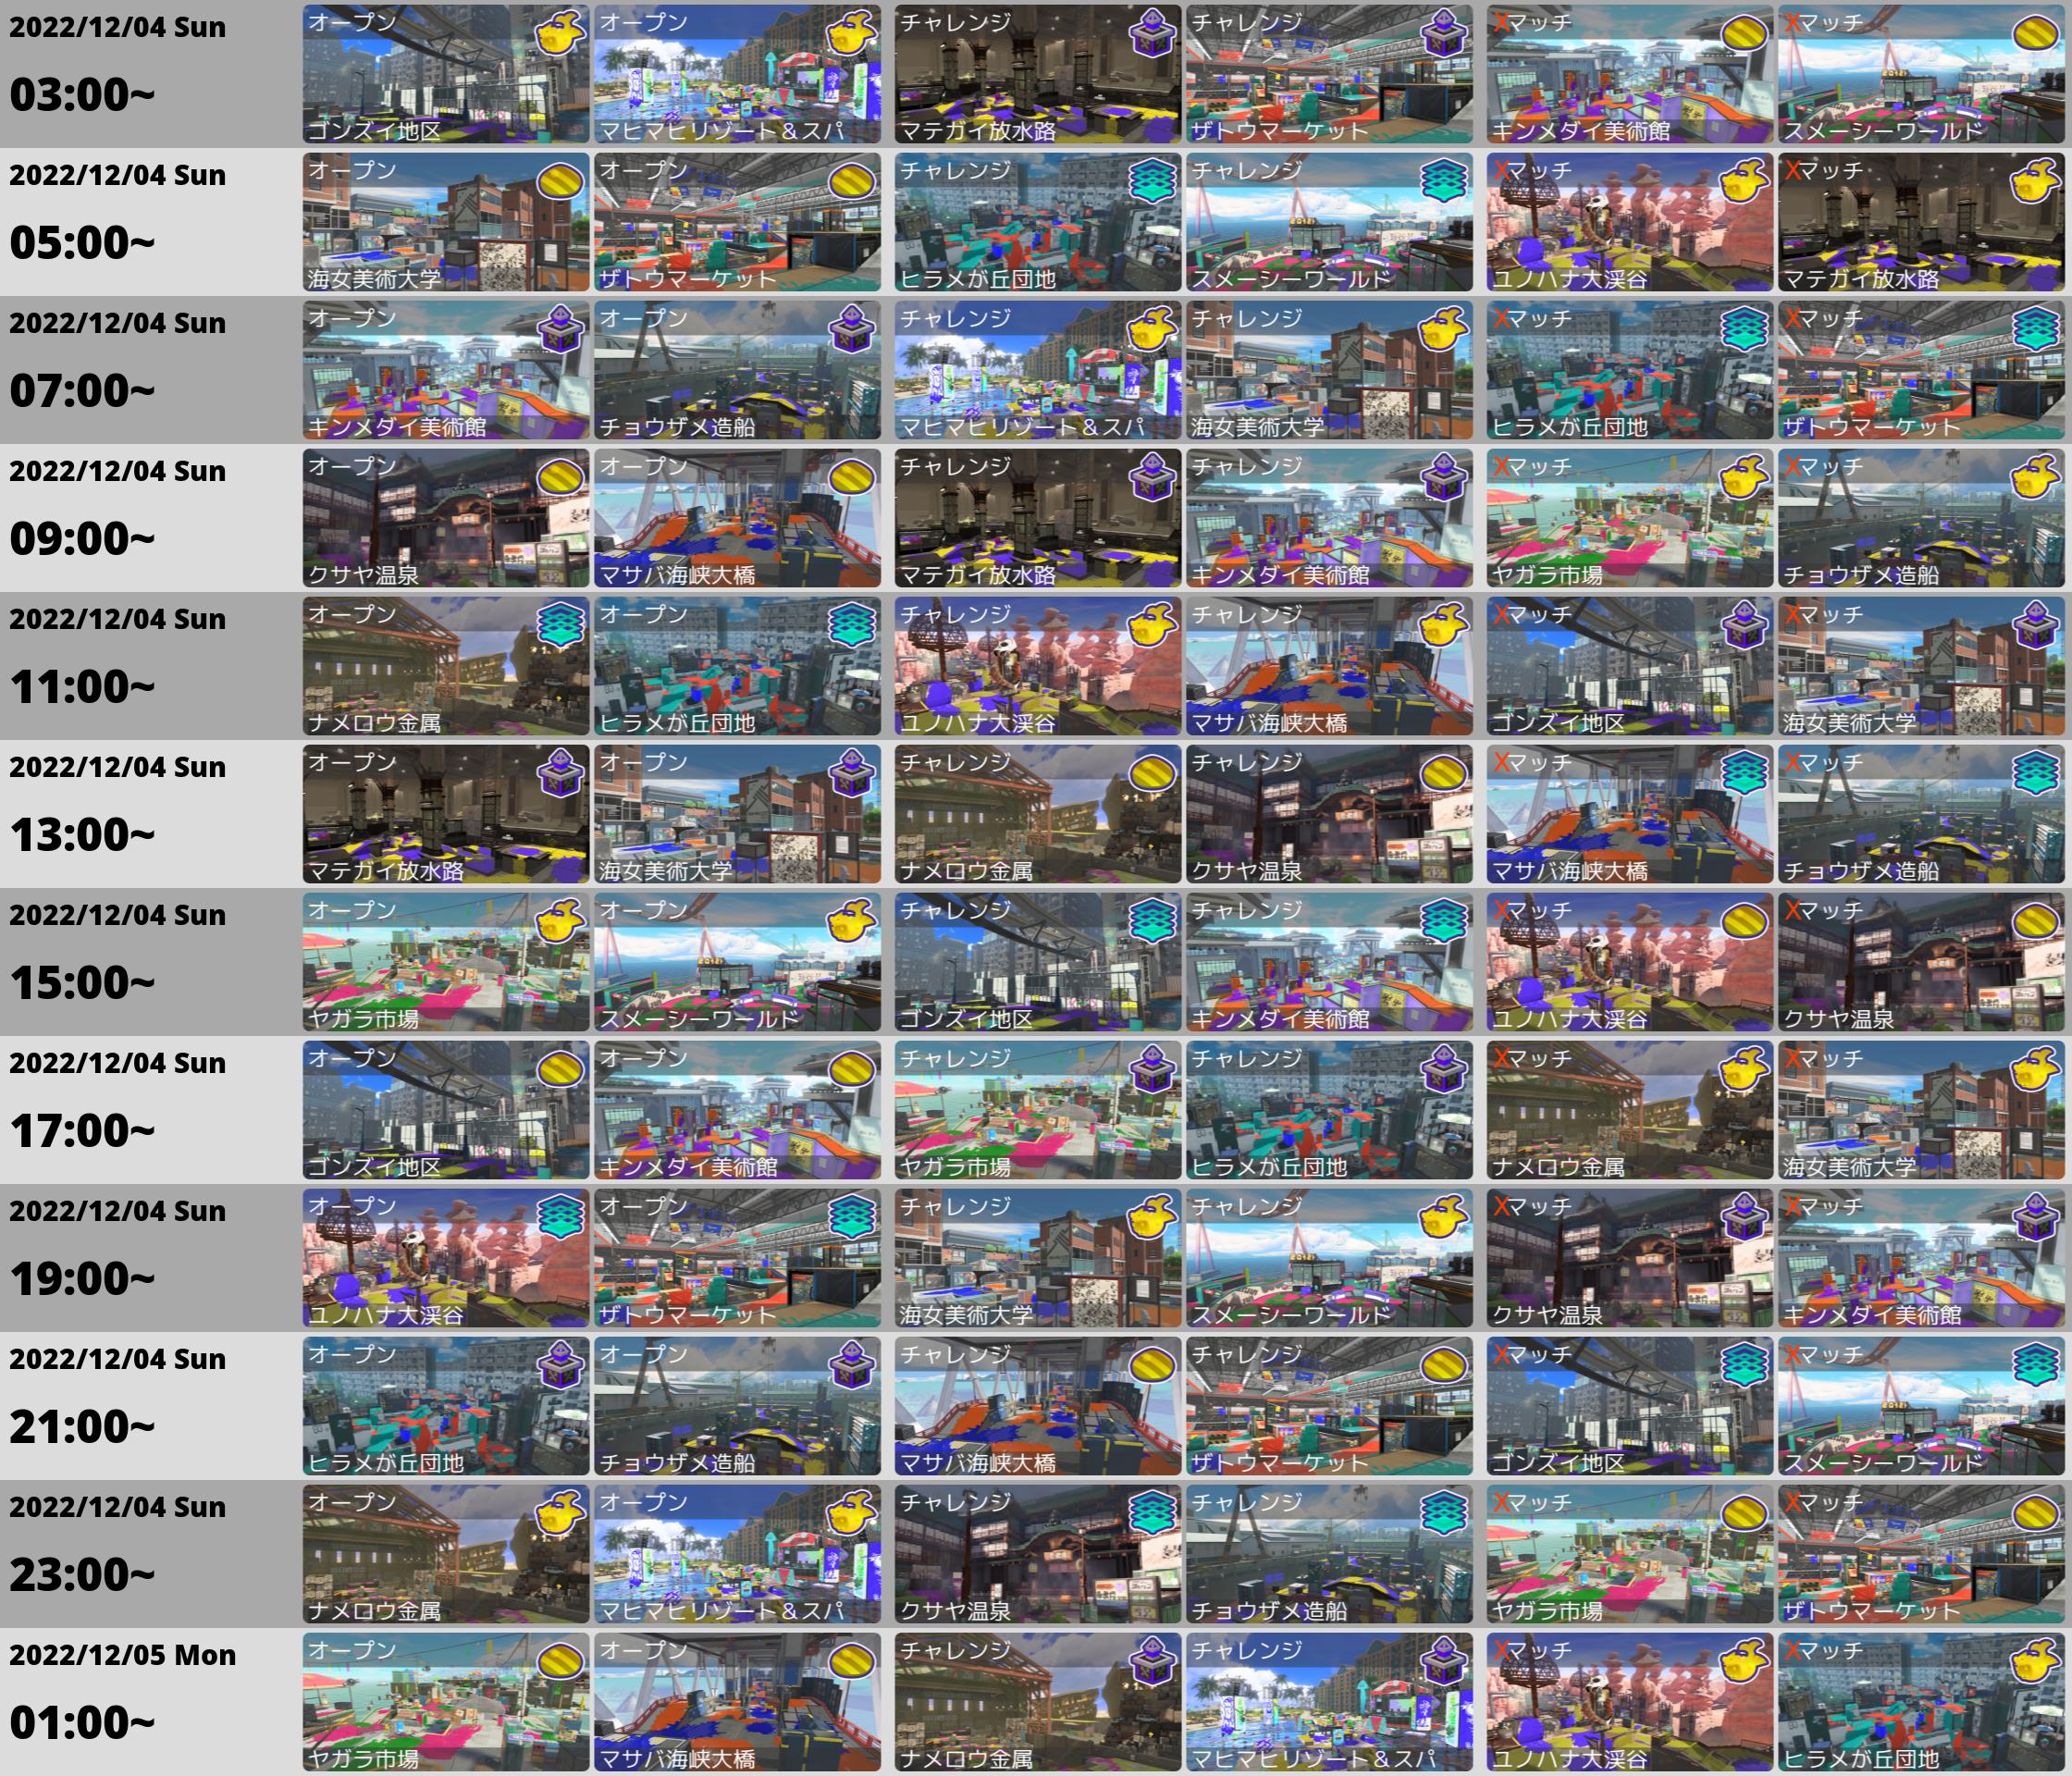 2022/12/04 Sun
03:00~
オープン
ゴンズイ地区
オープン
マヒマヒリゾート＆スパ
チャレンジ
マテガイ放水路
チャレンジ
ザトウマーケット
Xマッチ
キンメダイ美術館
Xマッチ
スメーシーワールド
2022/12/04 Sun
05:00~
オープン
海女美術大学
オープン
ザトウマーケット
チャレンジ
ヒラメが丘団地
チャレンジ
スメーシーワールド
Xマッチ
ユノハナ大渓谷
Xマッチ
マテガイ放水路
2022/12/04 Sun
07:00~
オープン
キンメダイ美術館
オープン
チョウザメ造船
チャレンジ
マヒマヒリゾート＆スパ
チャレンジ
海女美術大学
Xマッチ
ヒラメが丘団地
Xマッチ
ザトウマーケット
2022/12/04 Sun
09:00~
オープン
クサヤ温泉
オープン
マサバ海峡大橋
チャレンジ
マテガイ放水路
チャレンジ
キンメダイ美術館
Xマッチ
ヤガラ市場
Xマッチ
チョウザメ造船
2022/12/04 Sun
11:00~
オープン
ナメロウ金属
オープン
ヒラメが丘団地
チャレンジ
ユノハナ大渓谷
チャレンジ
マサバ海峡大橋
Xマッチ
ゴンズイ地区
Xマッチ
海女美術大学
2022/12/04 Sun
13:00~
オープン
マテガイ放水路
オープン
海女美術大学
チャレンジ
ナメロウ金属
チャレンジ
クサヤ温泉
Xマッチ
マサバ海峡大橋
Xマッチ
チョウザメ造船
2022/12/04 Sun
15:00~
オープン
ヤガラ市場
オープン
スメーシーワールド
チャレンジ
ゴンズイ地区
チャレンジ
キンメダイ美術館
Xマッチ
ユノハナ大渓谷
Xマッチ
クサヤ温泉
2022/12/04 Sun
17:00~
オープン
ゴンズイ地区
オープン
キンメダイ美術館
チャレンジ
ヤガラ市場
チャレンジ
ヒラメが丘団地
Xマッチ
ナメロウ金属
Xマッチ
海女美術大学
2022/12/04 Sun
19:00~
オープン
ユノハナ大渓谷
オープン
ザトウマーケット
チャレンジ
海女美術大学
チャレンジ
スメーシーワールド
Xマッチ
クサヤ温泉
Xマッチ
キンメダイ美術館
2022/12/04 Sun
21:00~
オープン
ヒラメが丘団地
オープン
チョウザメ造船
チャレンジ
マサバ海峡大橋
チャレンジ
ザトウマーケット
Xマッチ
ゴンズイ地区
Xマッチ
スメーシーワールド
2022/12/04 Sun
23:00~
オープン
ナメロウ金属
オープン
マヒマヒリゾート＆スパ
チャレンジ
クサヤ温泉
チャレンジ
チョウザメ造船
Xマッチ
ヤガラ市場
Xマッチ
ザトウマーケット
2022/12/05 Mon
01:00~
オープン
ヤガラ市場
オープン
マサバ海峡大橋
チャレンジ
ナメロウ金属
チャレンジ
マヒマヒリゾート＆スパ
Xマッチ
ユノハナ大渓谷
Xマッチ
ヒラメが丘団地